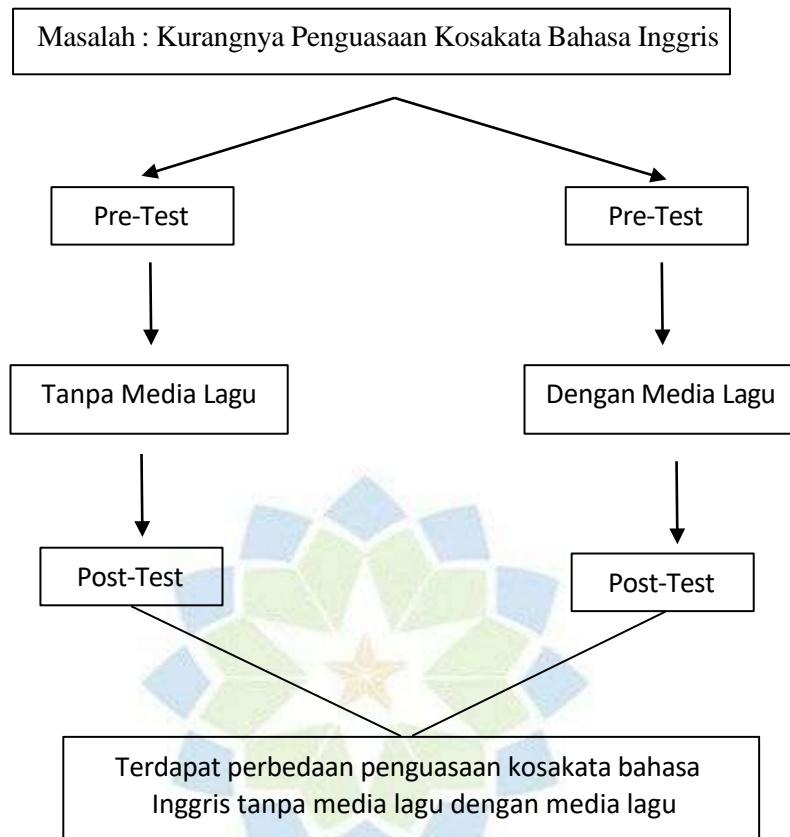 Masalah : Kurangnya Penguasaan Kosakata Bahasa Inggris
Pre-Test
Pre-Test
Tanpa Media Lagu
Dengan Media Lagu
Post-Test
Post-Test
Terdapat perbedaan penguasaan kosakata bahasa
Inggris tanpa media lagu dengan media lagu